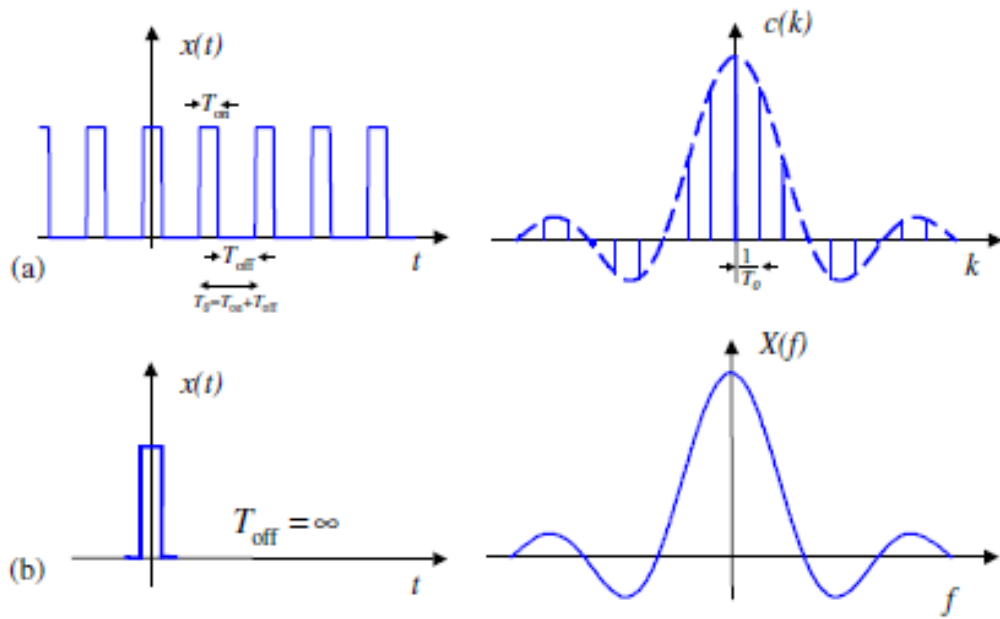 x(t)
c(k)
T_on
(a)
T_off
t
T_0=T_on+T_off
1/T_0
k
x(t)
X(f)
T_off = ∞
(b)
t
f